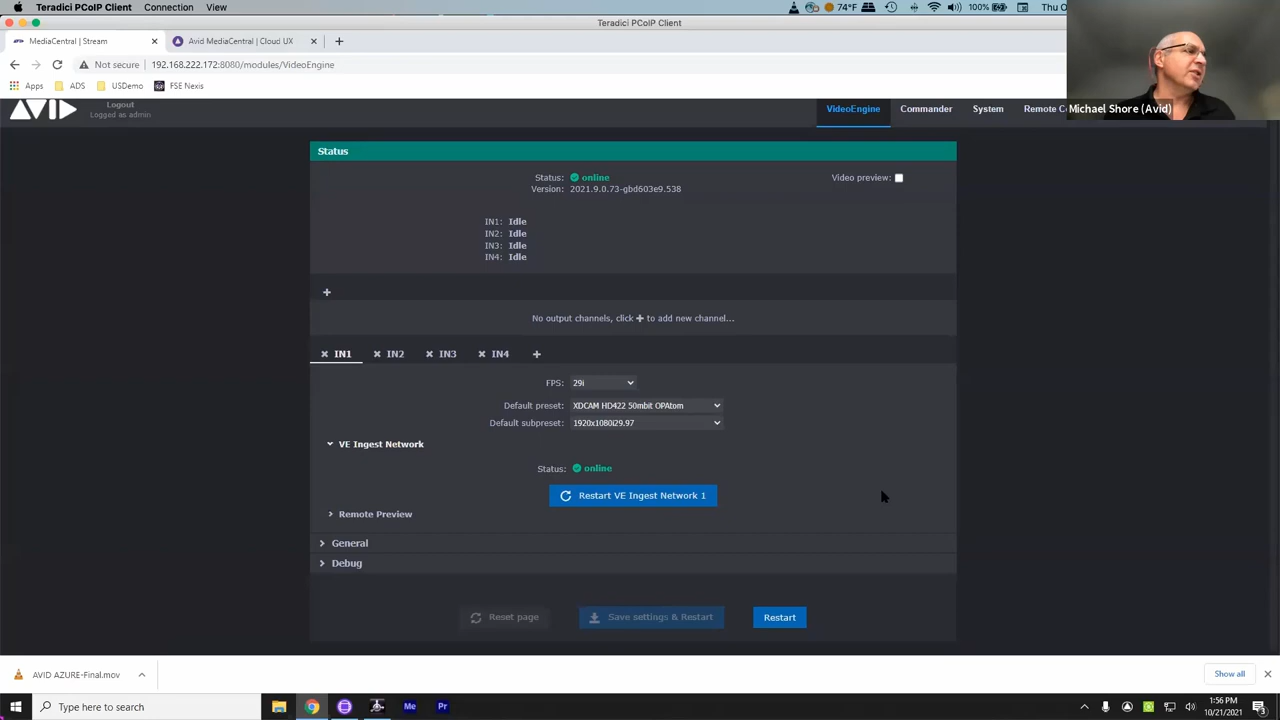 Teradici PCoIP Client Connection View
74°F
100%
Thu O
Teradici PCoIP Client
MediaCentral | Stream
Avid MediaCentral | Cloud UX
Not secure 192.168.222.172:8080/modules/VideoEngine
Apps ADS USDemo FSE Nexis
AVID
Logout
Logged as admin
VideoEngine Commander System Remote Co
Michael Shore (Avid)
Status
Status: online
Version: 2021.9.0.73-gbd603e9.538
Video preview:
IN1: Idle
IN2: Idle
IN3: Idle
IN4: Idle
No output channels, click + to add new channel...
IN1 IN2 IN3 IN4
FPS: 29i
Default preset: XDCAM HD422 50mbit OPAtom
Default subpreset: 1920x1080i29.97
VE Ingest Network
Status: online
Restart VE Ingest Network 1
Remote Preview
General
Debug
Reset page
Save settings & Restart
Restart
AVID AZURE-Final.mov
Show all
Type here to search
Me Pr
1:56 PM
10/21/2021
3